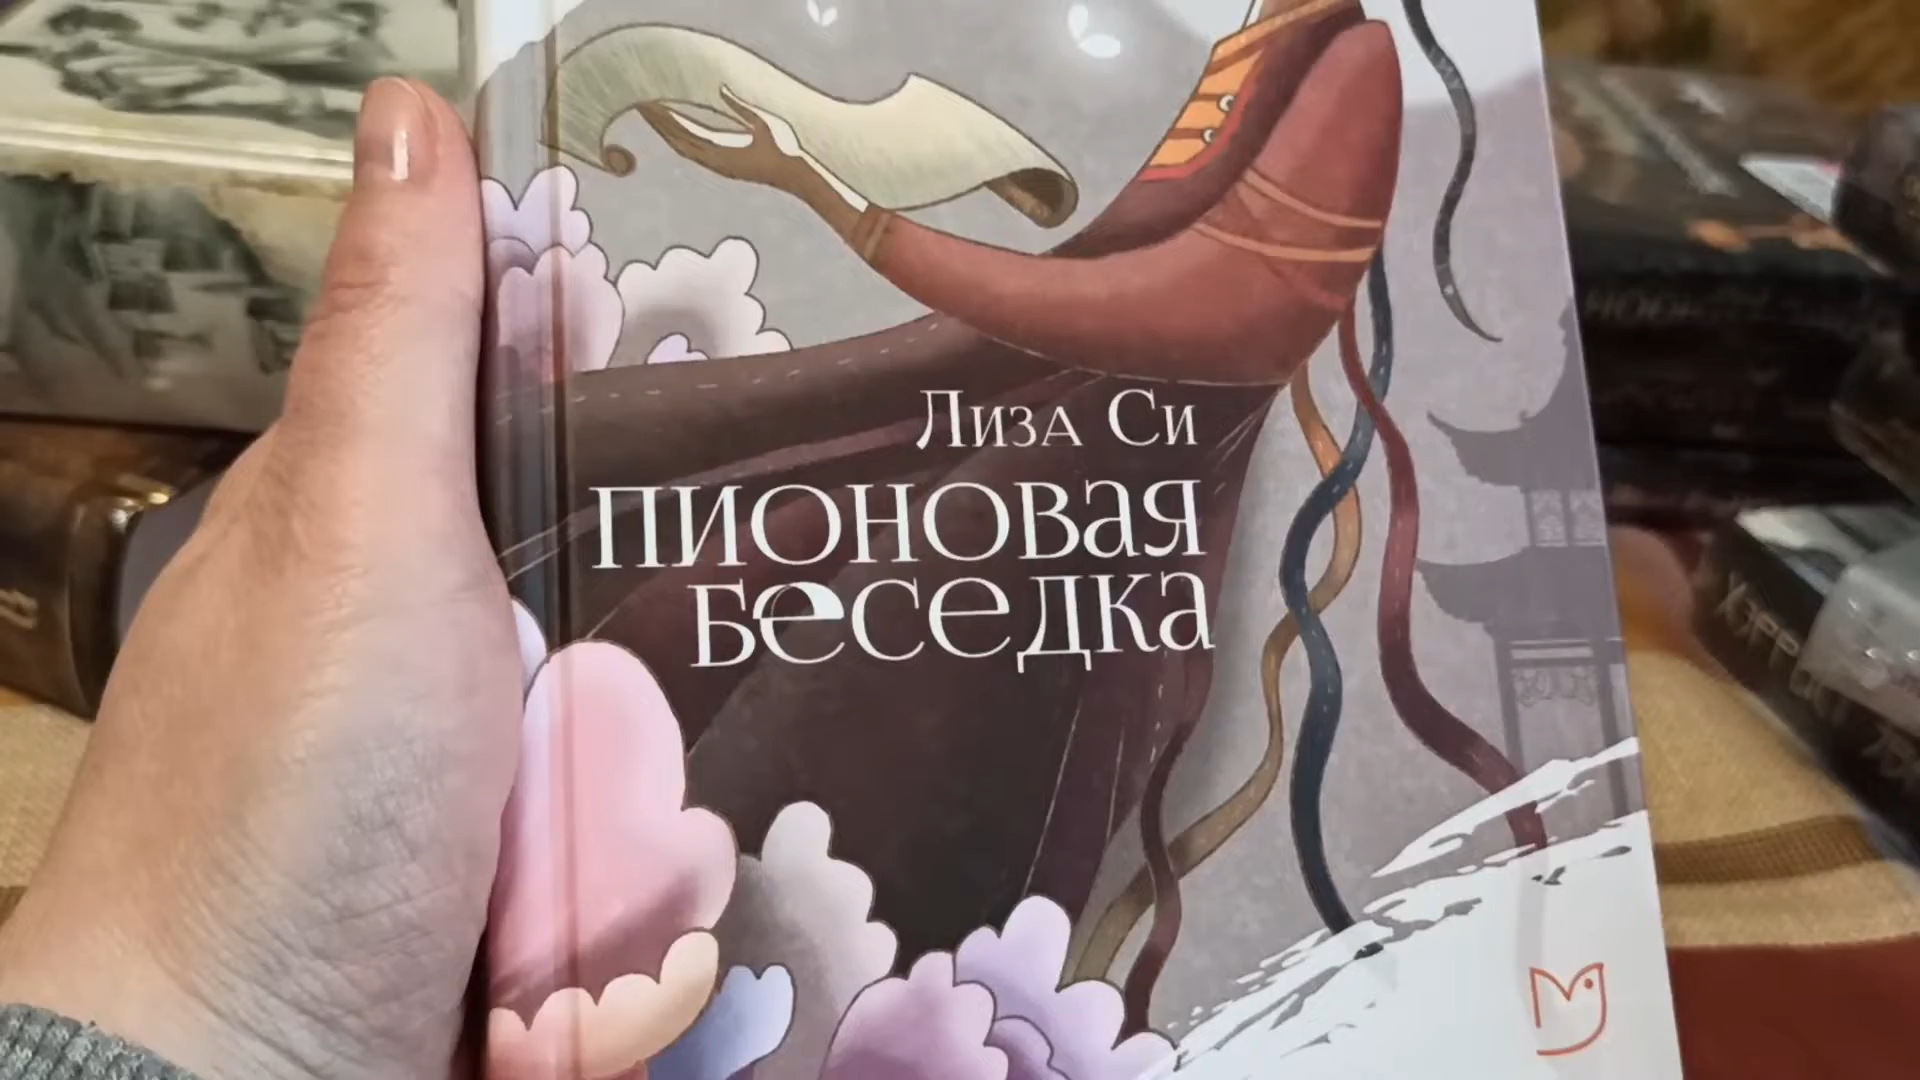 Лиза Си
Пионовая
беседка